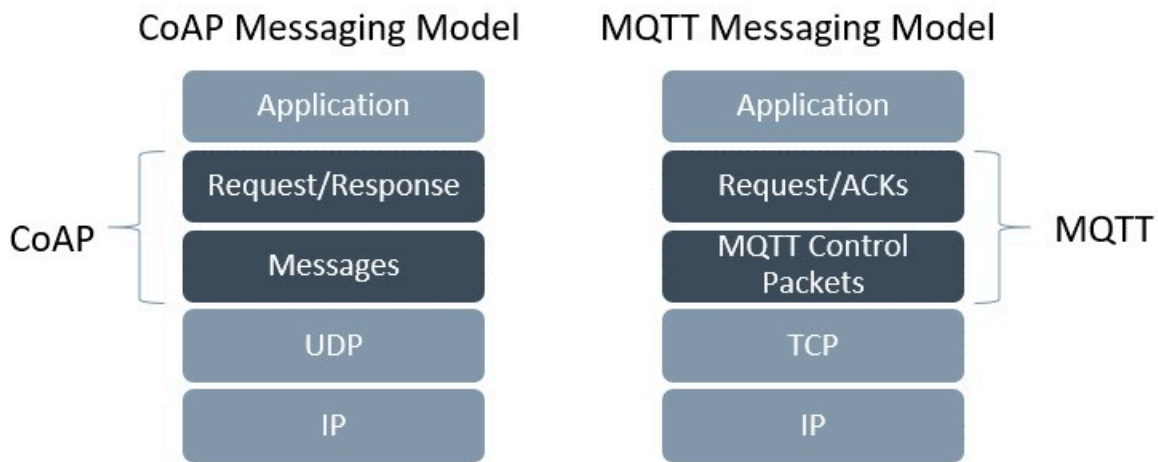 CoAP Messaging Model
Application
Request/Response
Messages
UDP
IP
CoAP
MQTT Messaging Model
Application
Request/ACKs
MQTT Control
Packets
TCP
IP
MQTT